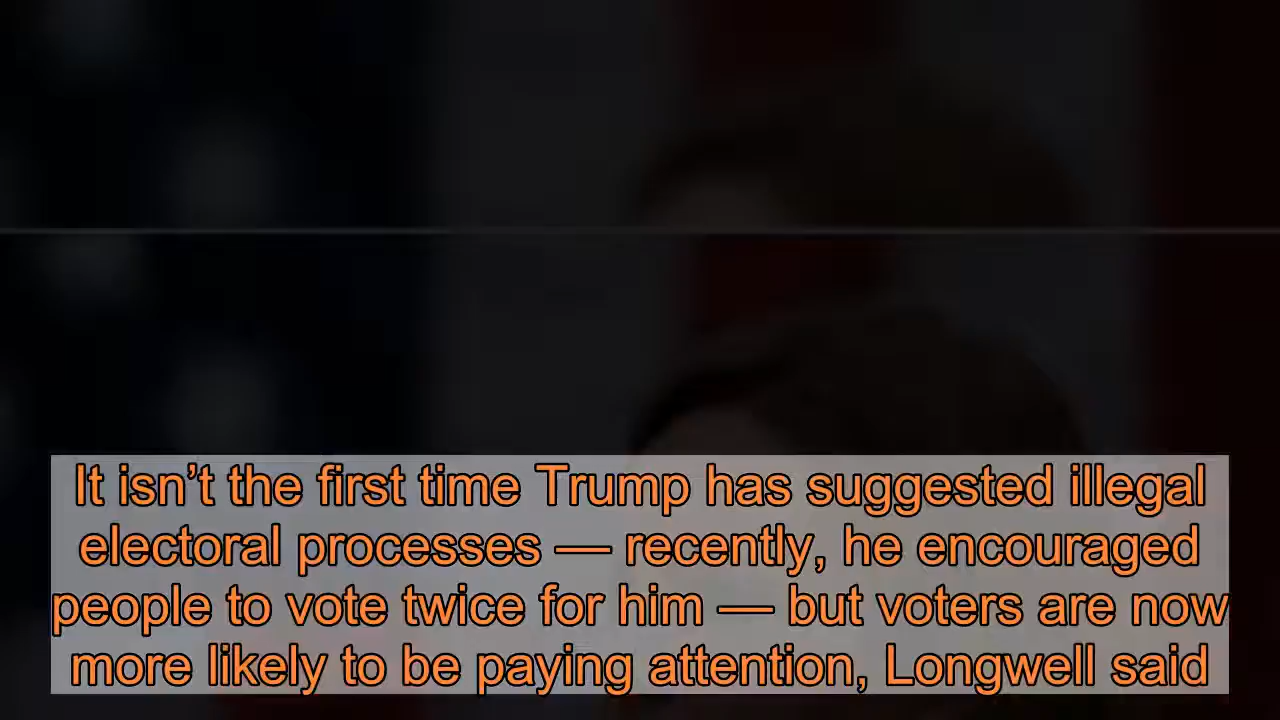 It isn’t the first time Trump has suggested illegal
electoral processes — recently, he encouraged
people to vote twice for him — but voters are now
more likely to be paying attention, Longwell said